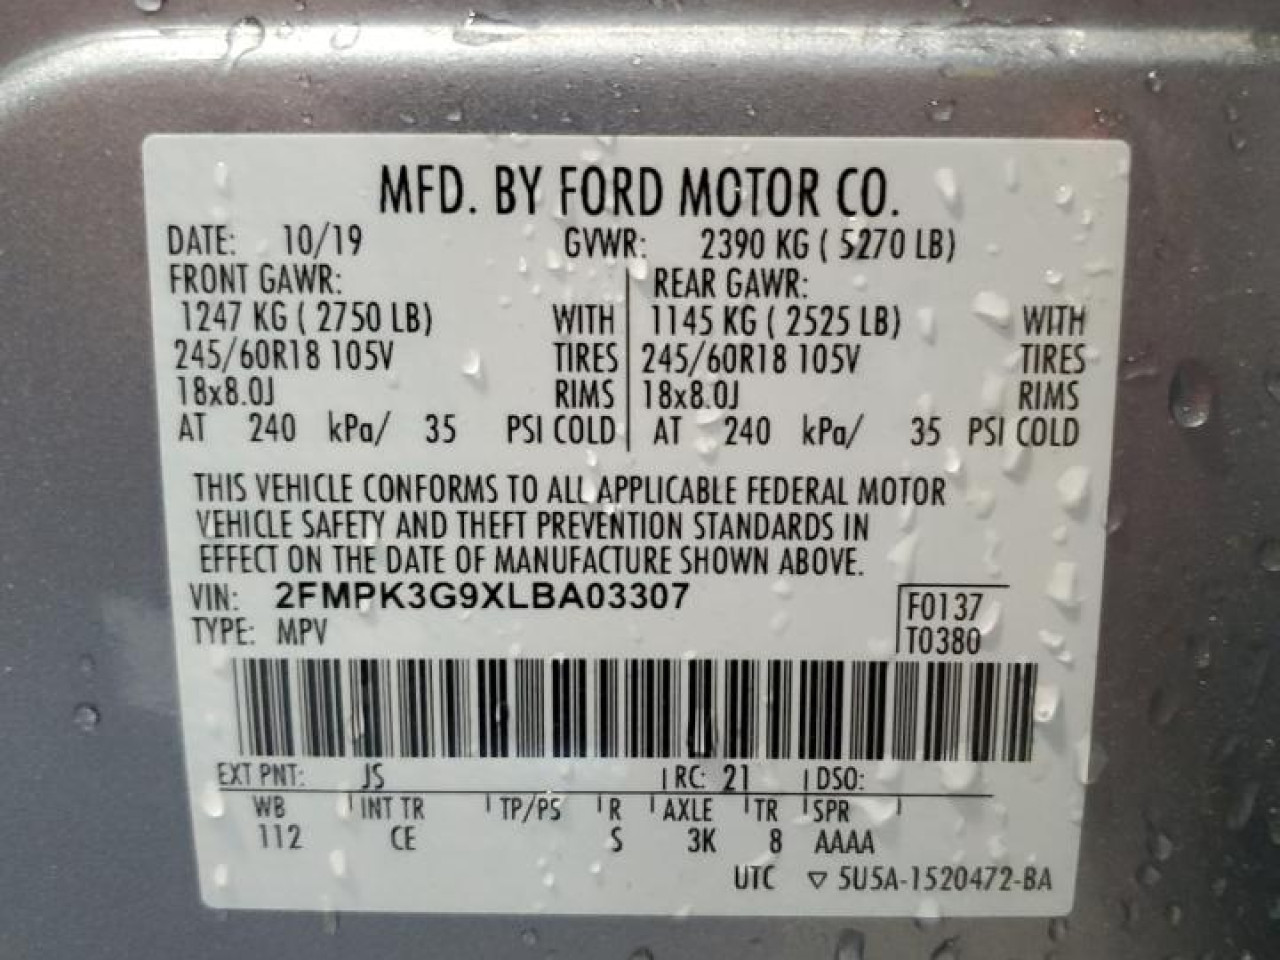 MFD. BY FORD MOTOR CO.
DATE: 10/19 GVWR: 2390 KG ( 5270 LB)
FRONT GAWR: REAR GAWR:
1247 KG ( 2750 LB) WITH 1145 KG ( 2525 LB) WITH
245/60R18 105V TIRES 245/60R18 105V TIRES
18x8.0J RIMS 18x8.0J RIMS
AT 240 kPa/ 35 PSI COLD AT 240 kPa/ 35 PSI COLD
THIS VEHICLE CONFORMS TO ALL APPLICABLE FEDERAL MOTOR
VEHICLE SAFETY AND THEFT PREVENTION STANDARDS IN
EFFECT ON THE DATE OF MANUFACTURE SHOWN ABOVE.
VIN: 2FMPK3G9XLBA03307 F0137
TYPE: MPV T0380
EXT PNT: JS RC: 21 DSO:
WB INT TR TP/PS R AXLE TR SPR
112 CE S 3K 8 AAAA
UTC ▽ 5U5A-1520472-BA